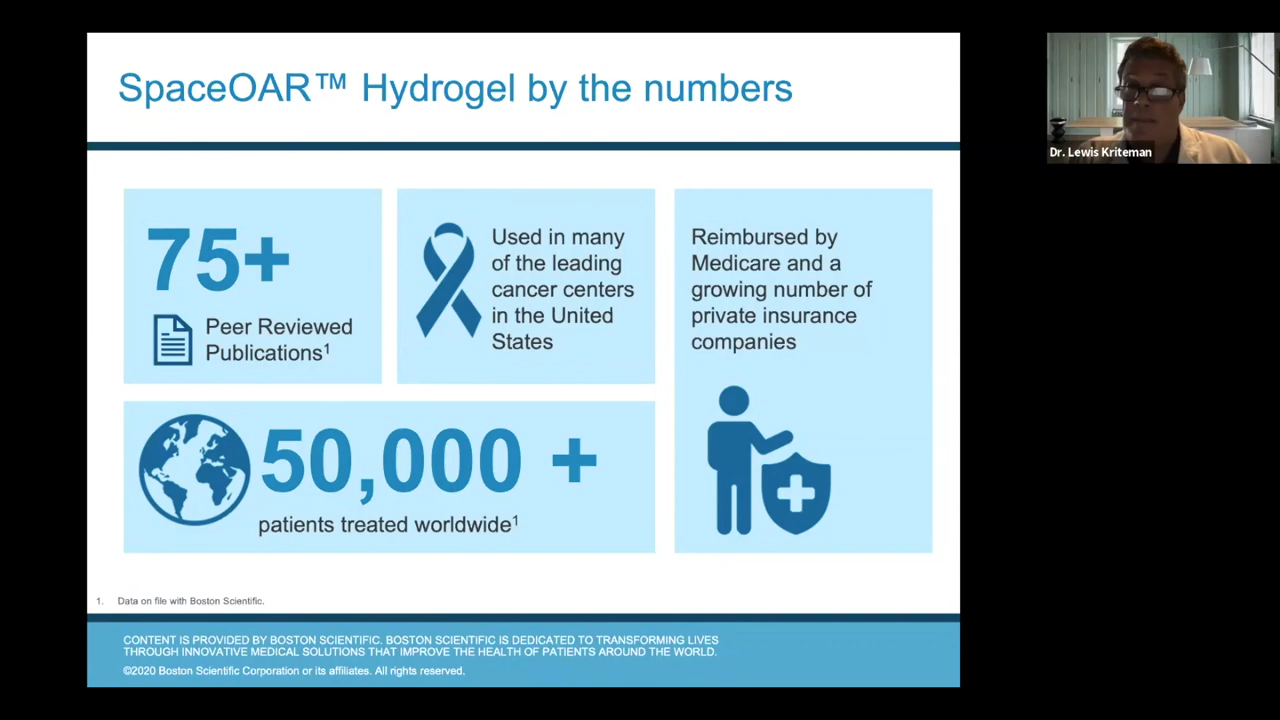 SpaceOAR™ Hydrogel by the numbers
75+
Peer Reviewed
Publications¹
Used in many
of the leading
cancer centers
in the United
States
Reimbursed by
Medicare and a
growing number of
private insurance
companies
50,000 +
patients treated worldwide¹
1. Data on file with Boston Scientific.
CONTENT IS PROVIDED BY BOSTON SCIENTIFIC. BOSTON SCIENTIFIC IS DEDICATED TO TRANSFORMING LIVES
THROUGH INNOVATIVE MEDICAL SOLUTIONS THAT IMPROVE THE HEALTH OF PATIENTS AROUND THE WORLD.
©2020 Boston Scientific Corporation or its affiliates. All rights reserved.
Dr. Lewis Kriteman